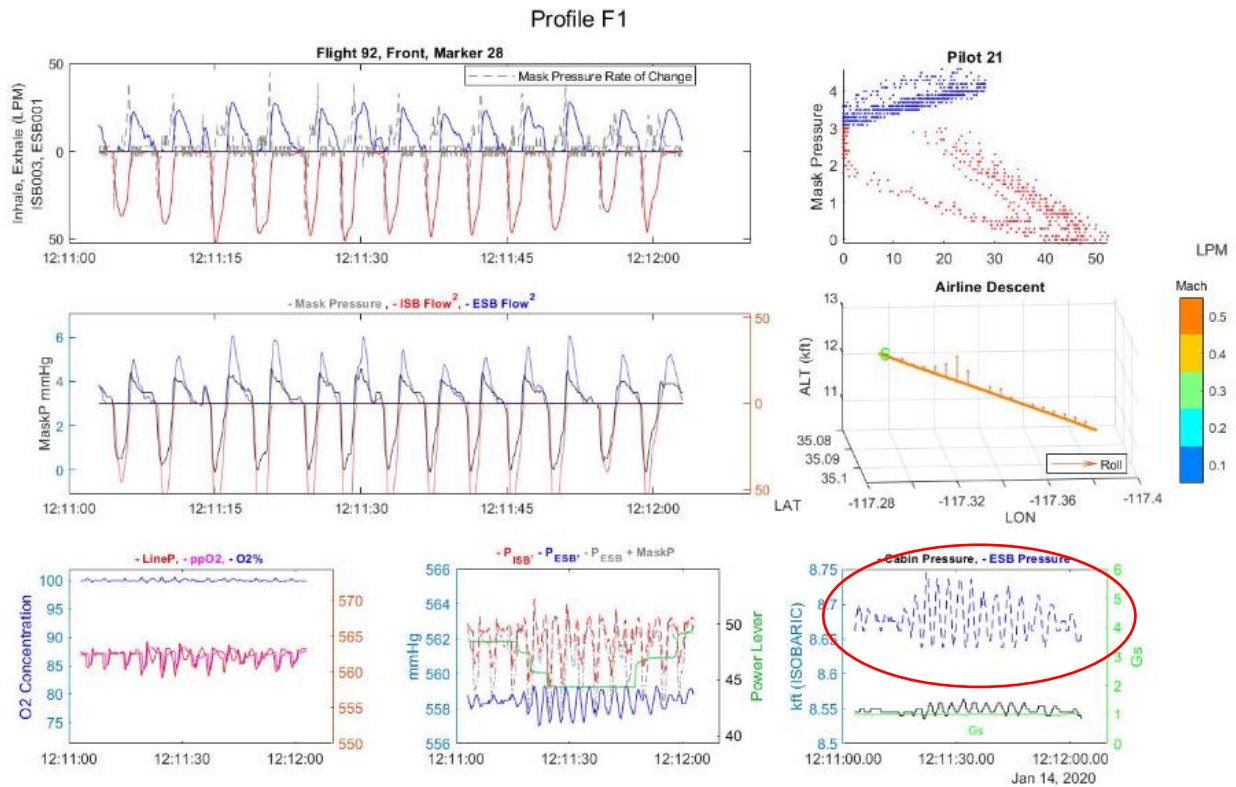 Profile F1
Flight 92, Front, Marker 28
Inhale, Exhale (LPM)
ISB003, ESB001
50
0
50
Mask Pressure Rate of Change
12:11:00 12:11:15 12:11:30 12:11:45 12:12:00
Pilot 21
Mask Pressure
4
3
2
1
0
0 10 20 30 40 50
LPM
- Mask Pressure , - ISB Flow², - ESB Flow²
MaskP mmHg
6
4
2
0
50
0
50
12:11:00 12:11:15 12:11:30 12:11:45 12:12:00
Airline Descent
ALT (kft)
13
12
11
35.08
35.09
35.1
LAT
-117.28 -117.32 -117.36 -117.4
LON
Roll
Mach
0.5
0.4
0.3
0.2
0.1
- LineP, - ppO2, - O2%
O2 Concentration
100
95
90
85
80
75
570
565
560
555
550
12:11:00 12:11:30 12:12:00
- P_ISB, - P_ESB, - P_ESB + MaskP
mmHg
566
564
562
560
558
556
50
45
40
Power Lever
12:11:00 12:11:30 12:12:00
- Cabin Pressure, - ESB Pressure
kft (ISOBARIC)
8.75
8.7
8.65
8.6
8.55
8.5
6
5
4
3
2
1
0
Gs
Gs
12:11:00.00 12:11:30.00 12:12:00.00
Jan 14, 2020